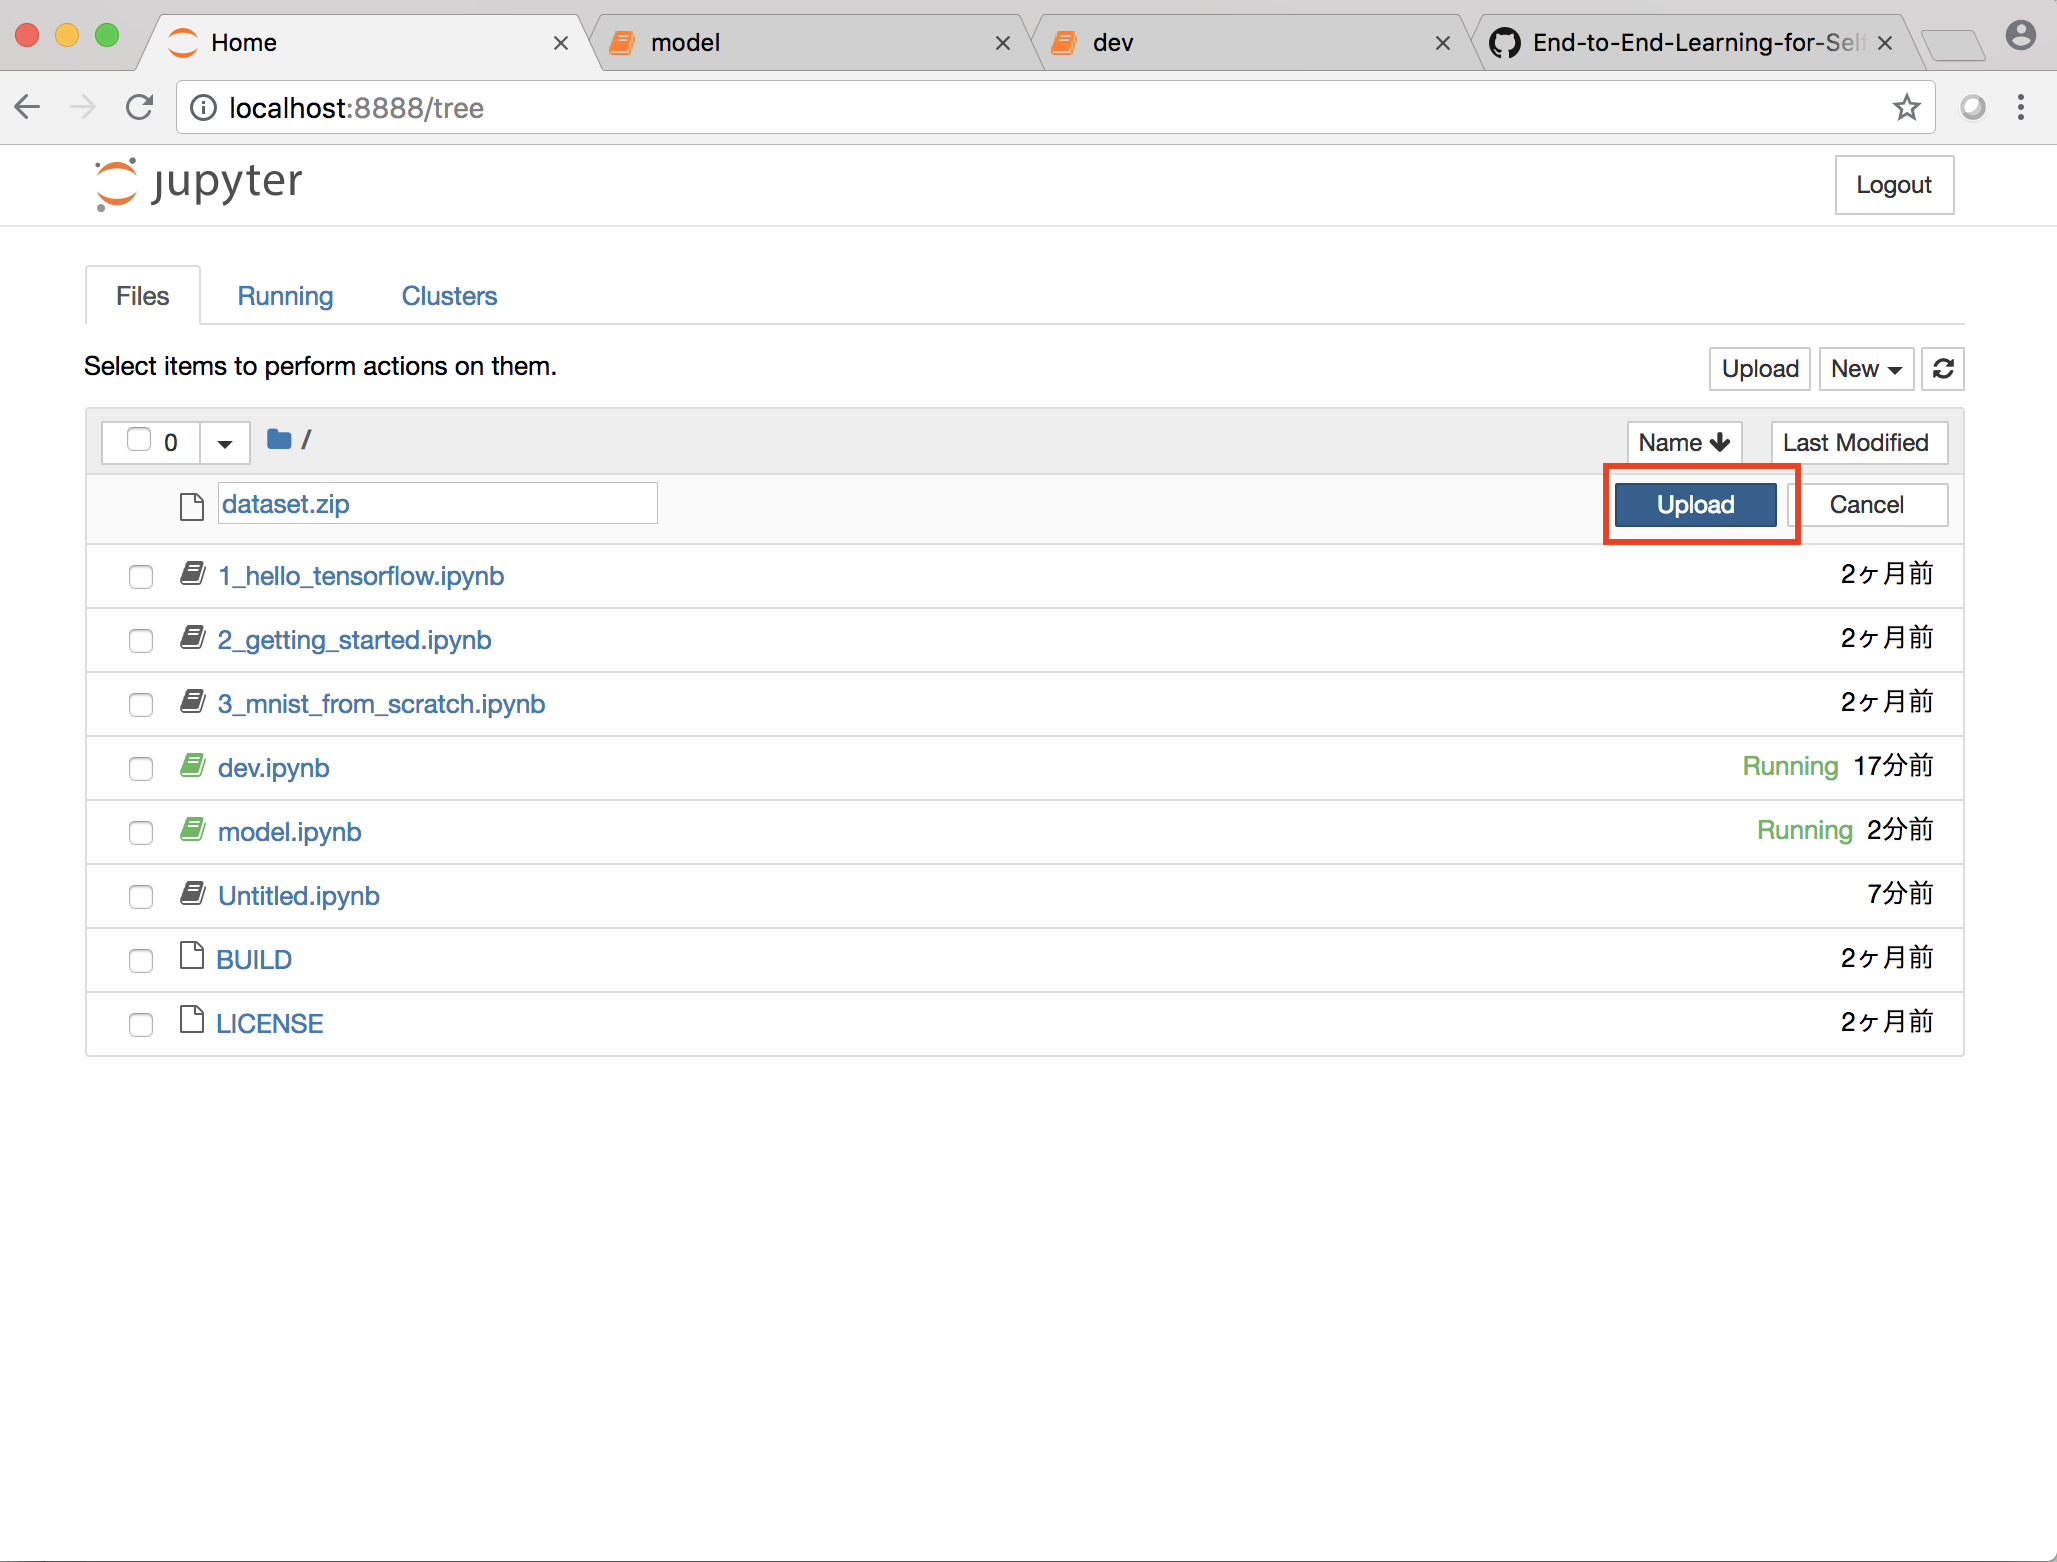 Home
model
dev
End-to-End-Learning-for-Self
localhost:8888/tree
jupyter
Logout
Files Running Clusters
Select items to perform actions on them.
Upload New
0 /
Name Last Modified
dataset.zip Upload Cancel
1_hello_tensorflow.ipynb 2ヶ月前
2_getting_started.ipynb 2ヶ月前
3_mnist_from_scratch.ipynb 2ヶ月前
dev.ipynb Running 17分前
model.ipynb Running 2分前
Untitled.ipynb 7分前
BUILD 2ヶ月前
LICENSE 2ヶ月前